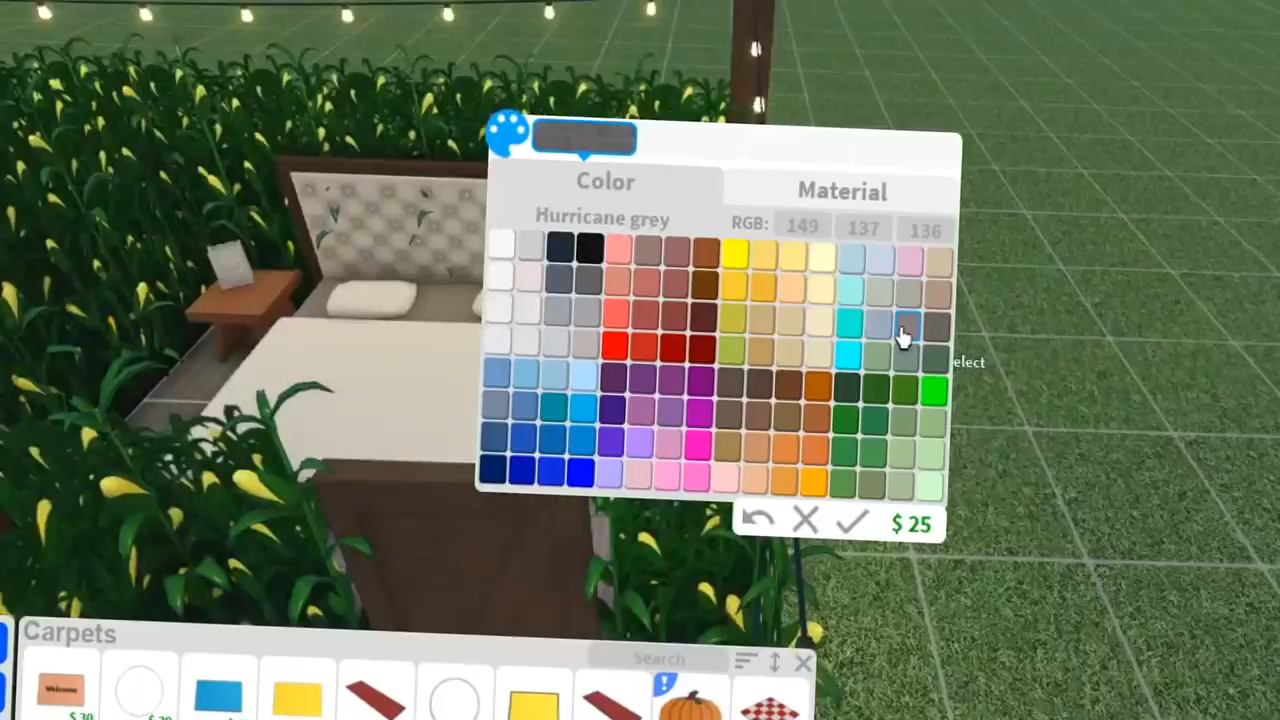 Color
Material
Hurricane grey
RGB: 149 137 136
elect
$ 25
Carpets
Search
Welcome
$ 30